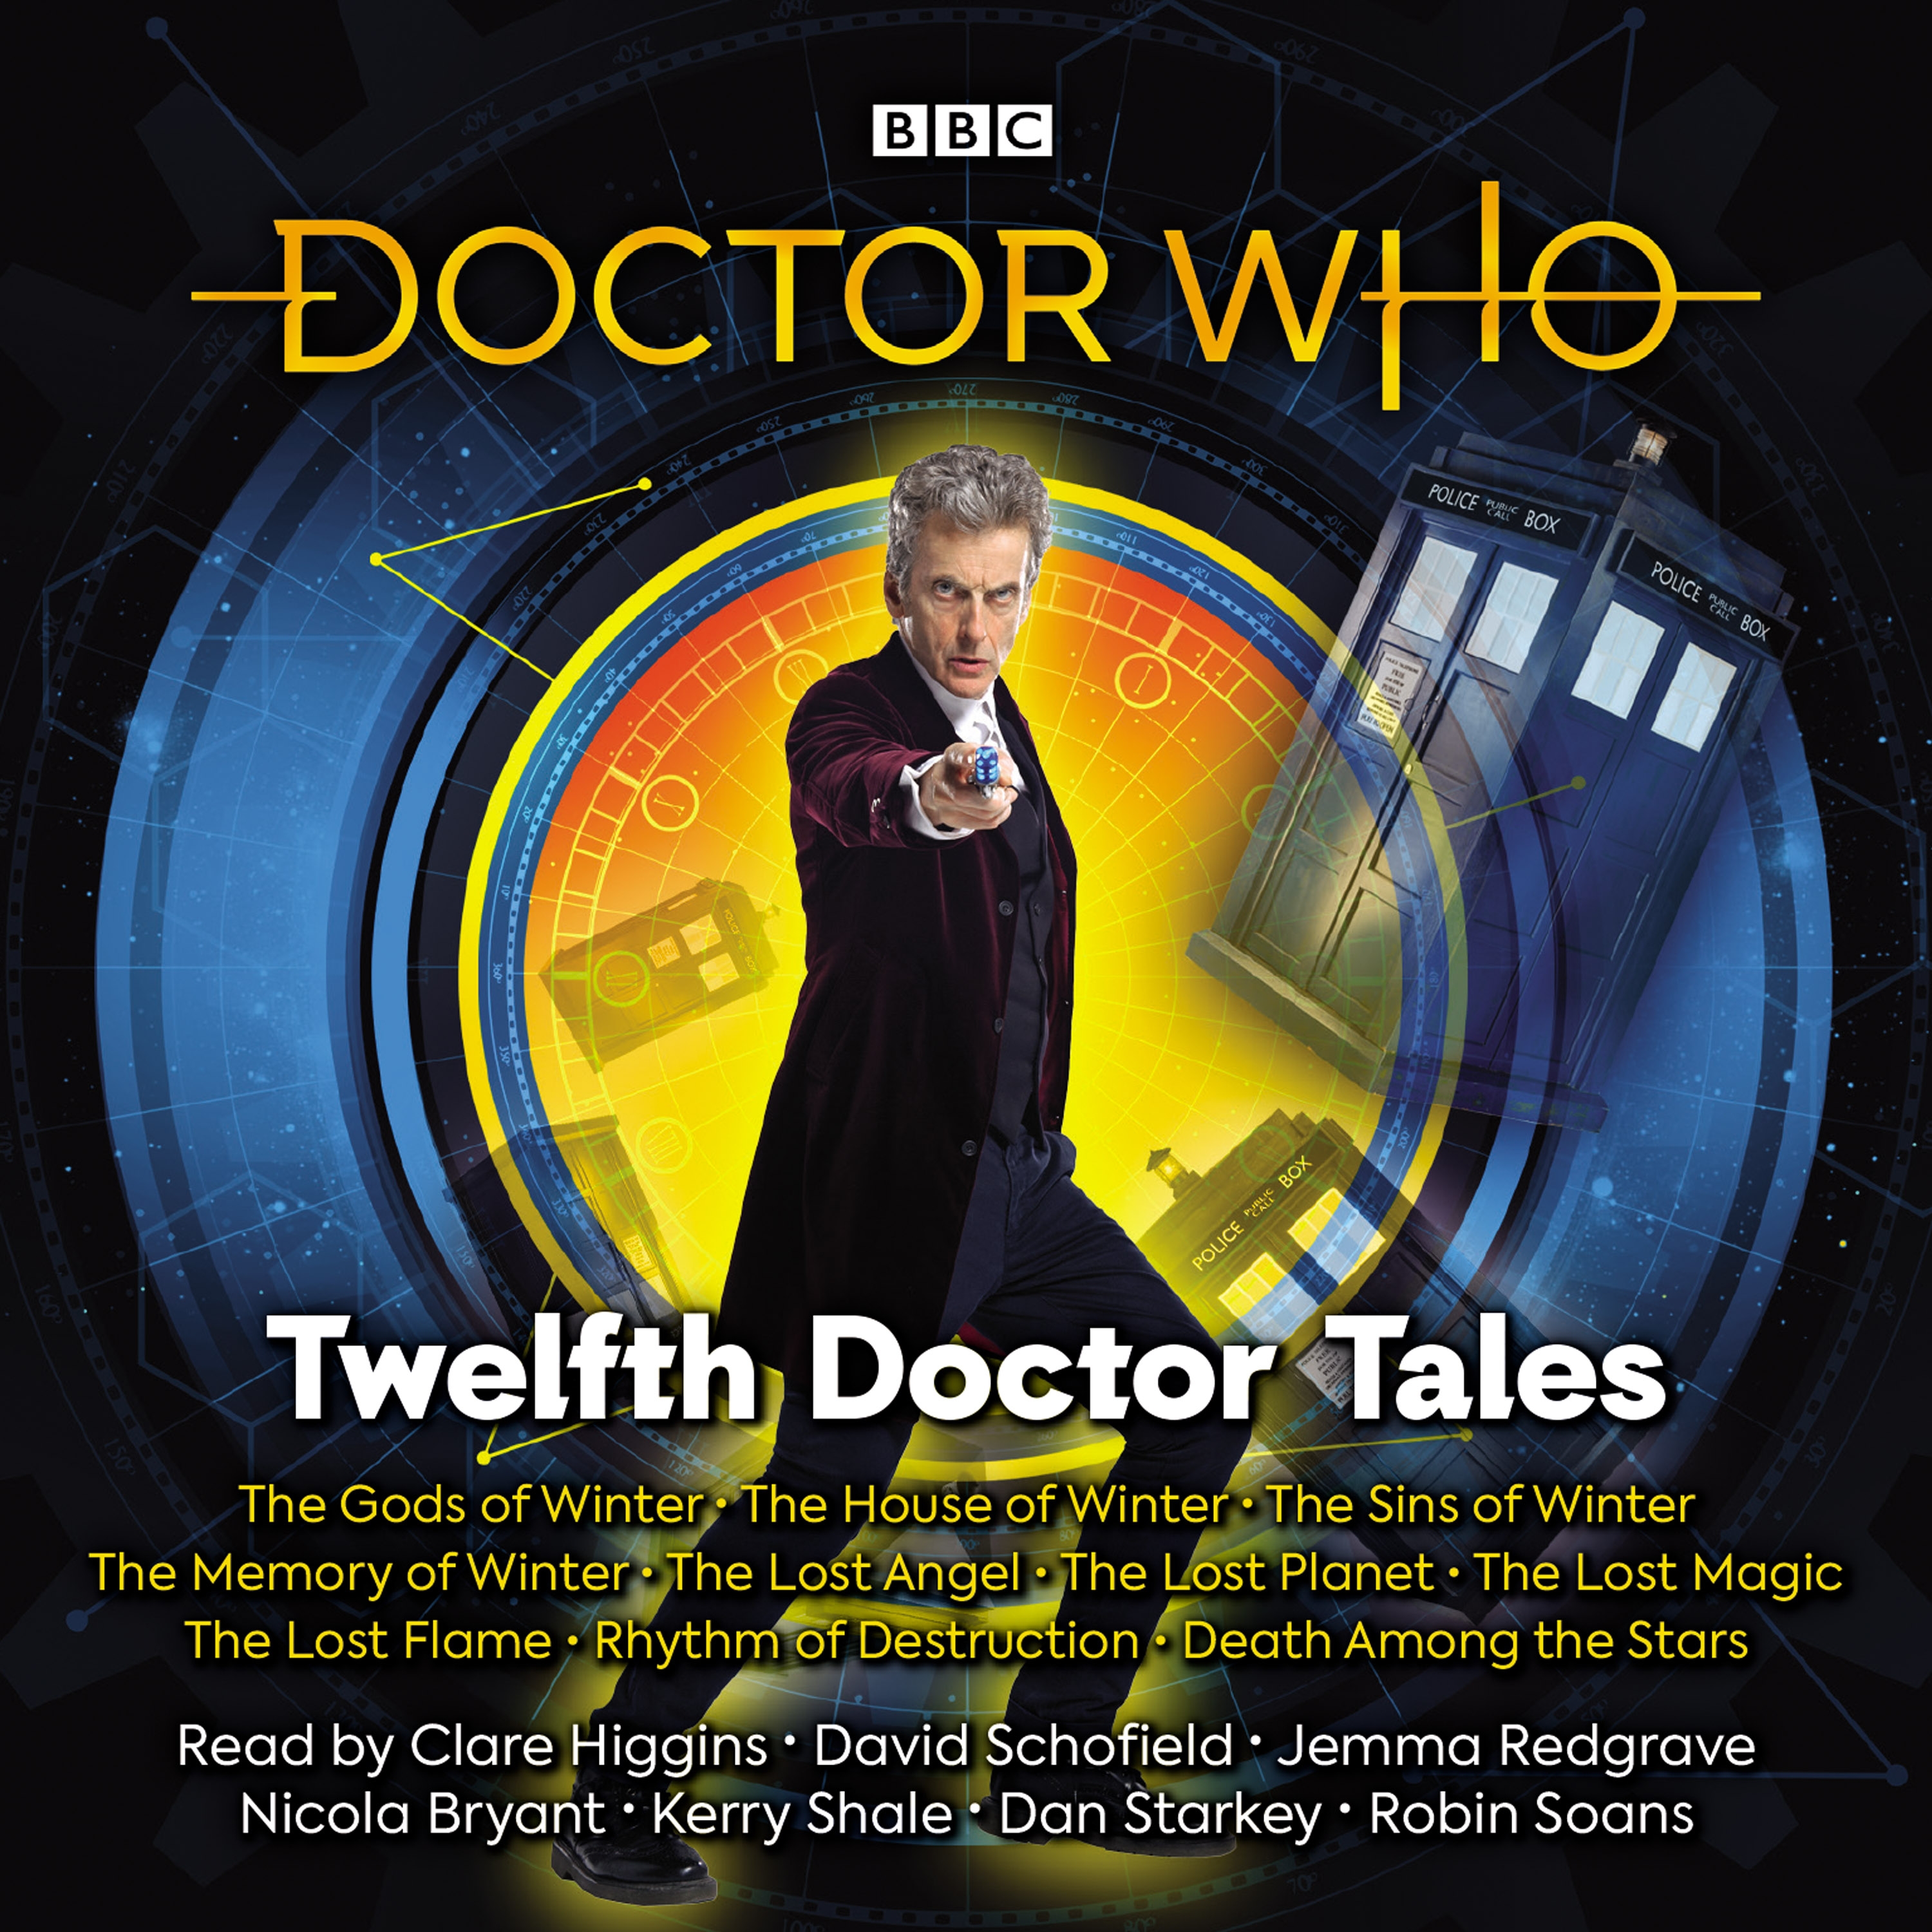 BBC
DOCTOR WHO
POLICE PUBLIC CALL BOX
POLICE PUBLIC CALL BOX
POLICE PUBLIC CALL BOX
Twelfth Doctor Tales
The Gods of Winter • The House of Winter • The Sins of Winter
The Memory of Winter • The Lost Angel • The Lost Planet • The Lost Magic
The Lost Flame • Rhythm of Destruction • Death Among the Stars
Read by Clare Higgins • David Schofield • Jemma Redgrave
Nicola Bryant • Kerry Shale • Dan Starkey • Robin Soans